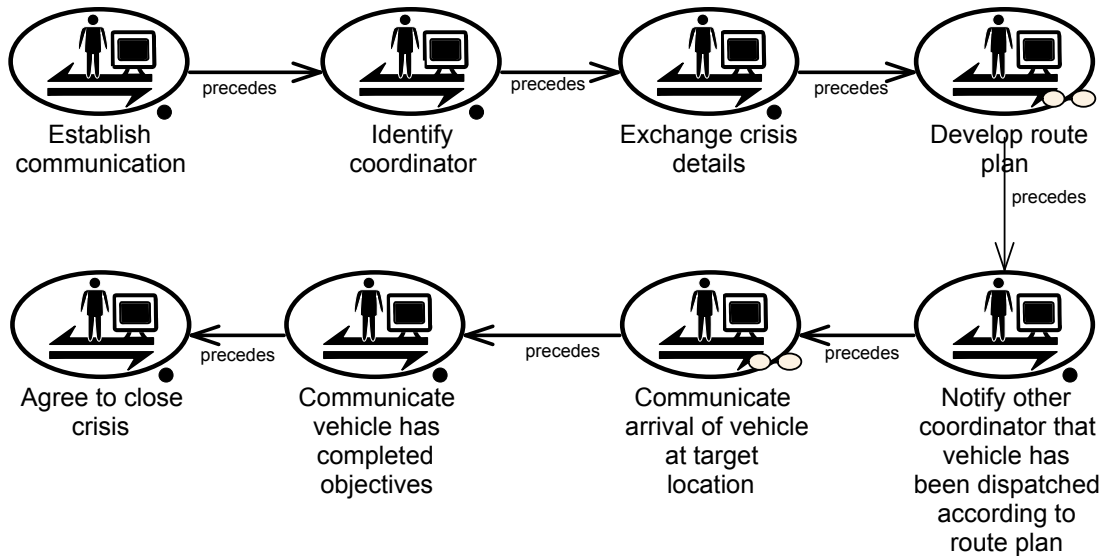 precedes
precedes
precedes
Establish
communication
Identify
coordinator
Exchange crisis
details
Develop route
plan
precedes
precedes
precedes
precedes
Agree to close
crisis
Communicate
vehicle has
completed
objectives
Communicate
arrival of vehicle
at target
location
Notify other
coordinator that
vehicle has
been dispatched
according to
route plan